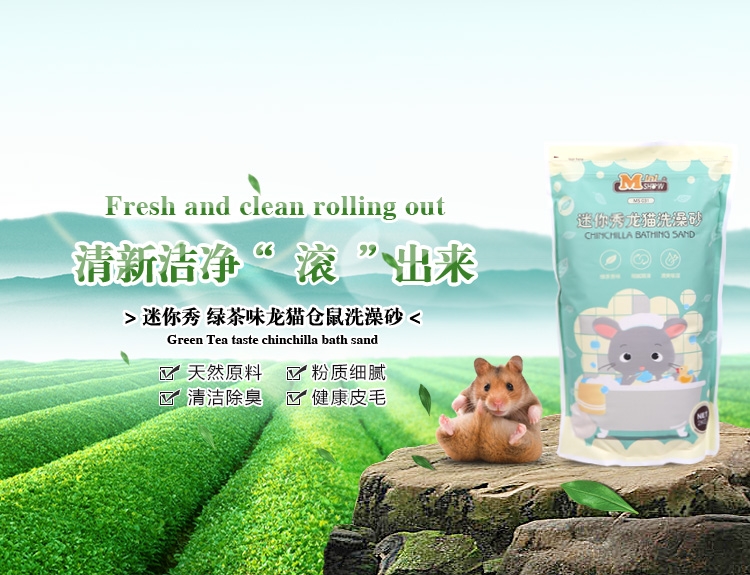 Fresh and clean rolling out
清新洁净“ 滚 ”出来
> 迷你秀 绿茶味龙猫仓鼠洗澡砂 <
Green Tea taste chinchilla bath sand
天然原料 粉质细腻
清洁除臭 健康皮毛
Mini
SHOW
迷你秀龙猫洗澡砂
CHINCHILLA BATHING SAND